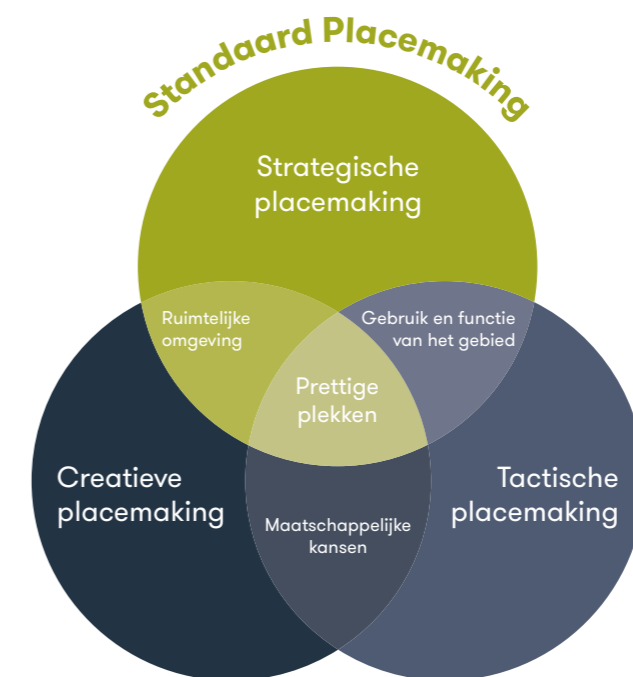 Standaard Placemaking
Strategische
placemaking
Ruimtelijke
omgeving
Gebruik en functie
van het gebied
Prettige
plekken
Creatieve
placemaking
Tactische
placemaking
Maatschappelijke
kansen